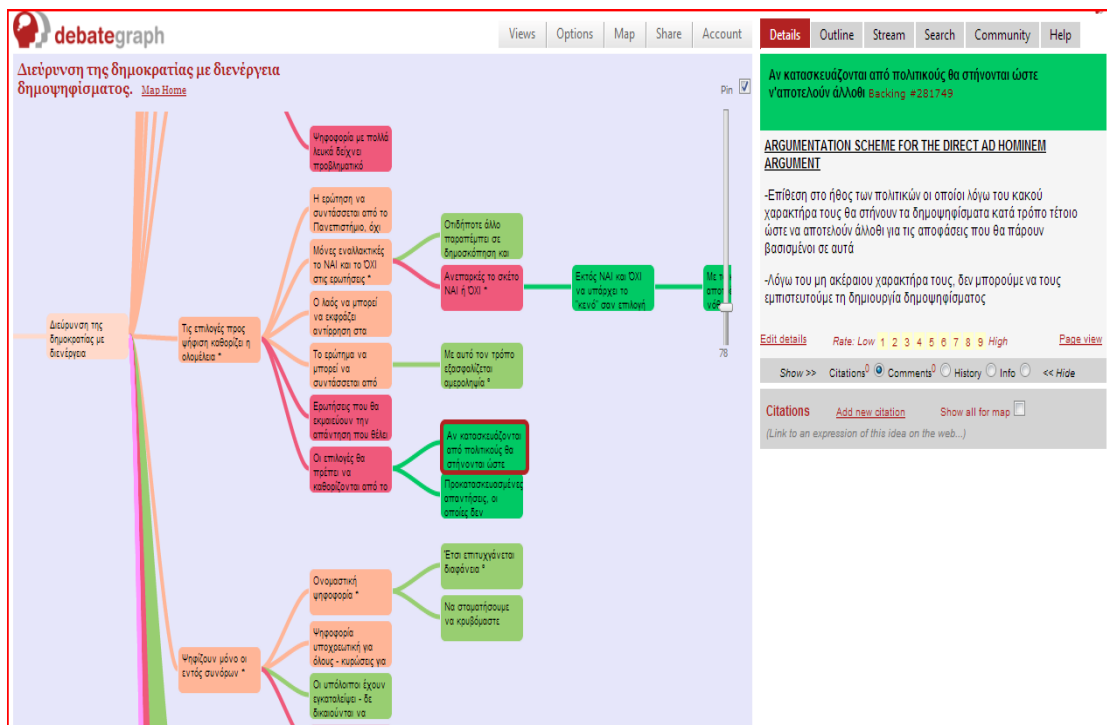 debategraph
Views
Options
Map
Share
Account
Διεύρυνση της δημοκρατίας με διενέργεια
δημοψηφίσματος. Map Home
Pin
78
Διεύρυνση της
δημοκρατίας με
διενέργεια
Ψηφοφορία με πολλά
λευκά δείχνει
προβληματικό
Τις επιλογές προς
ψήφιση καθορίζει η
ολομέλεια *
Η ερώτηση να
συντάσσεται από το
Πανεπιστήμιο, όχι
Μόνες εναλλακτικές
το ΝΑΙ και το ΌΧΙ
στις ερωτήσεις *
Οτιδήποτε άλλο
παραπέμπει σε
δημοσκόπηση και
Ανεπαρκές το σκέτο
ΝΑΙ ή ΌΧΙ *
Εκτός ΝΑΙ και ΌΧΙ
να υπάρχει το
"κενό" σαν επιλογή
Ο λαός να μπορεί
να εκφράζει
αντίρρηση στα
Το ερώτημα να
μπορεί να
συντάσσεται από
Με αυτό τον τρόπο
εξασφαλίζεται
αμεροληψία *
Ερωτήσεις που θα
εκμαιεύουν την
απάντηση που θέλει
Οι επιλογές θα
πρέπει να
καθορίζονται από το
Αν κατασκευάζονται
από πολιτικούς θα
στήνονται ώστε
Προκατασκευασμένες
απαντήσεις, οι
οποίες δεν
Ψηφίζουν μόνο οι
εντός συνόρων *
Ονομαστική
ψηφοφορία *
Έτσι επιτυγχάνεται
διαφάνεια *
Να σταματήσουμε
να κρυβόμαστε
Ψηφοφορία
υποχρεωτική για
όλους - κυρώσεις για
Οι υπόλοιποι έχουν
εγκαταλείψει - δε
δικαιούνται να
Details
Outline
Stream
Search
Community
Help
Αν κατασκευάζονται από πολιτικούς θα στήνονται ώστε
ν'αποτελούν άλλοθι Backing #281749
ARGUMENTATION SCHEME FOR THE DIRECT AD HOMINEM
ARGUMENT
-Επίθεση στο ήθος των πολιτικών οι οποίοι λόγω του κακού
χαρακτήρα τους θα στήνουν τα δημοψηφίσματα κατά τρόπο τέτοιο
ώστε να αποτελούν άλλοθι για τις αποφάσεις που θα πάρουν
βασισμένοι σε αυτά
-Λόγω του μη ακέραιου χαρακτήρα τους, δεν μπορούμε να τους
εμπιστευτούμε τη δημιουργία δημοψηφίσματος
Edit details Rate: Low 1 2 3 4 5 6 7 8 9 High Page view
Show >> Citations0 Comments0 History Info << Hide
Citations Add new citation Show all for map
(Link to an expression of this idea on the web...)